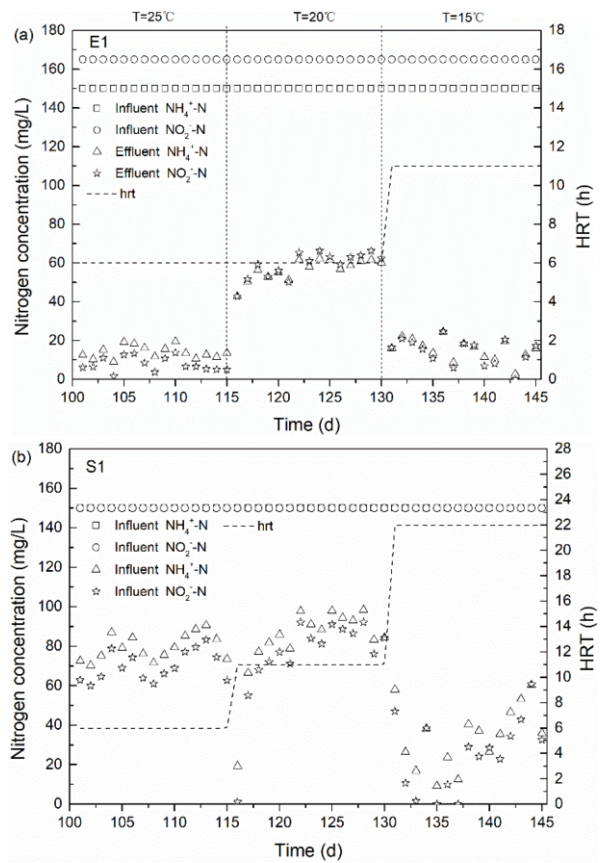 T=25℃ T=20℃ T=15℃
(a) E1
180 18
160 16
140 14
120 12
100 10
80 8
60 6
40 4
20 2
0 0
Nitrogen concentration (mg/L)
HRT (h)
Influent NH₄⁺-N
Influent NO₂⁻-N
Effluent NH₄⁺-N
Effluent NO₂⁻-N
hrt
100 105 110 115 120 125 130 135 140 145
Time (d)
(b) S1
180 28
160 26
140 24
120 22
100 20
80 18
60 16
40 14
20 12
0 10
8
6
4
2
0
Nitrogen concentration (mg/L)
HRT (h)
Influent NH₄⁺-N hrt
Influent NO₂⁻-N
Influent NH₄⁺-N
Influent NO₂⁻-N
100 105 110 115 120 125 130 135 140 145
Time (d)